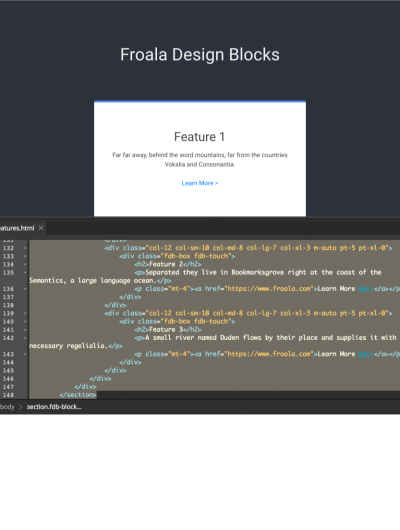 Froala Design Blocks
Feature 1
Far far away, behind the word mountains, far from the countries
Vokalia and Consonantia.
Learn More >
eatures.html ×
131 </div>
132 <div class="col-12 col-sm-10 col-md-8 col-lg-7 col-xl-3 m-auto pt-5 pt-xl-0">
133 <div class="fdb-box fdb-touch">
134 <h2>Feature 2</h2>
135 <p>Separated they live in Bookmarksgrove right at the coast of the
Semantics, a large language ocean.</p>
136 <p class="mt-4"><a href="https://www.froala.com">Learn More &gt;</a></p>
137 </div>
138 </div>
139 <div class="col-12 col-sm-10 col-md-8 col-lg-7 col-xl-3 m-auto pt-5 pt-xl-0">
140 <div class="fdb-box fdb-touch">
141 <h2>Feature 3</h2>
142 <p>A small river named Duden flows by their place and supplies it with
necessary regelialia.</p>
143 <p class="mt-4"><a href="https://www.froala.com">Learn More </a></p>
144 </div>
145 </div>
146 </div>
147 </div>
148 </section>
body > section.fdb-block...